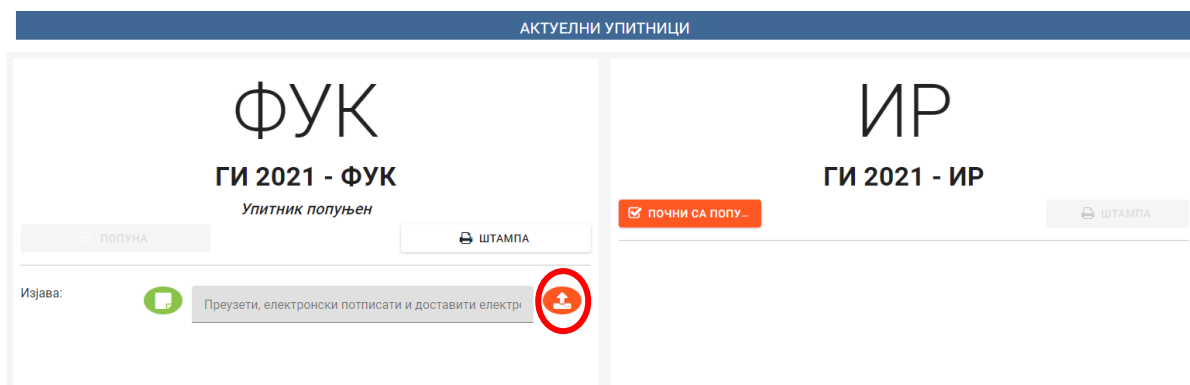 АКТУЕЛНИ УПИТНИЦИ
ФУК
ГИ 2021 - ФУК
Упитник попуњен
ПОПУНА
ШТАМПА
Изјава:
Преузети, електронски потписати и доставити електр
ИР
ГИ 2021 - ИР
ПОЧНИ СА ПОПУ...
ШТАМПА